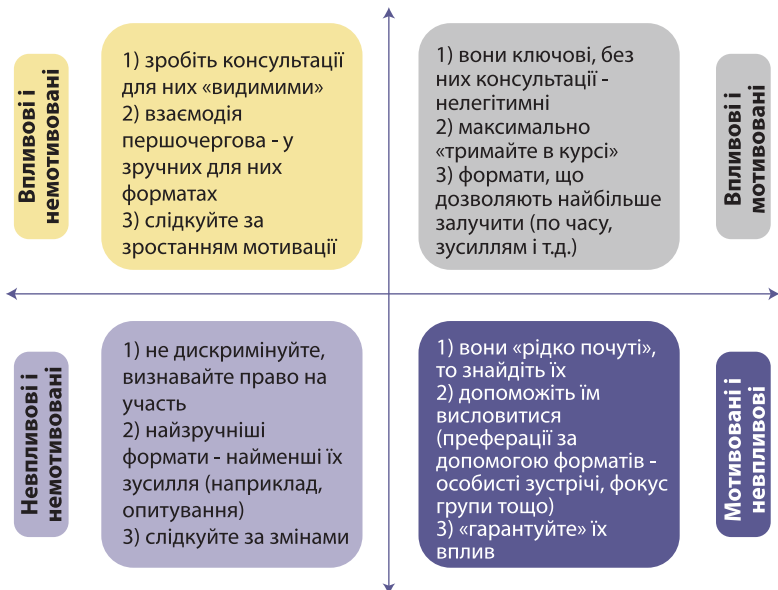 Впливові і
немотивовані
1) зробіть консультації
для них «видимими»
2) взаємодія
першочергова - у
зручних для них
форматах
3) слідкуйте за
зростанням мотивації
1) вони ключові, без
них консультації -
нелегітимні
2) максимально
«тримайте в курсі»
3) формати, що
дозволяють найбільше
залучити (по часу,
зусиллям і т.д.)
Впливові і
мотивовані
Невпливові і
немотивовані
1) не дискримінуйте,
визнавайте право на
участь
2) найзручніші
формати - найменші їх
зусилля (наприклад,
опитування)
3) слідкуйте за змінами
1) вони «рідко почуті»,
то знайдіть їх
2) допоможіть їм
висловитися
(преферації за
допомогою форматів -
особисті зустрічі, фокус
групи тощо)
3) «гарантуйте» їх
вплив
Мотивовані і
невпливові